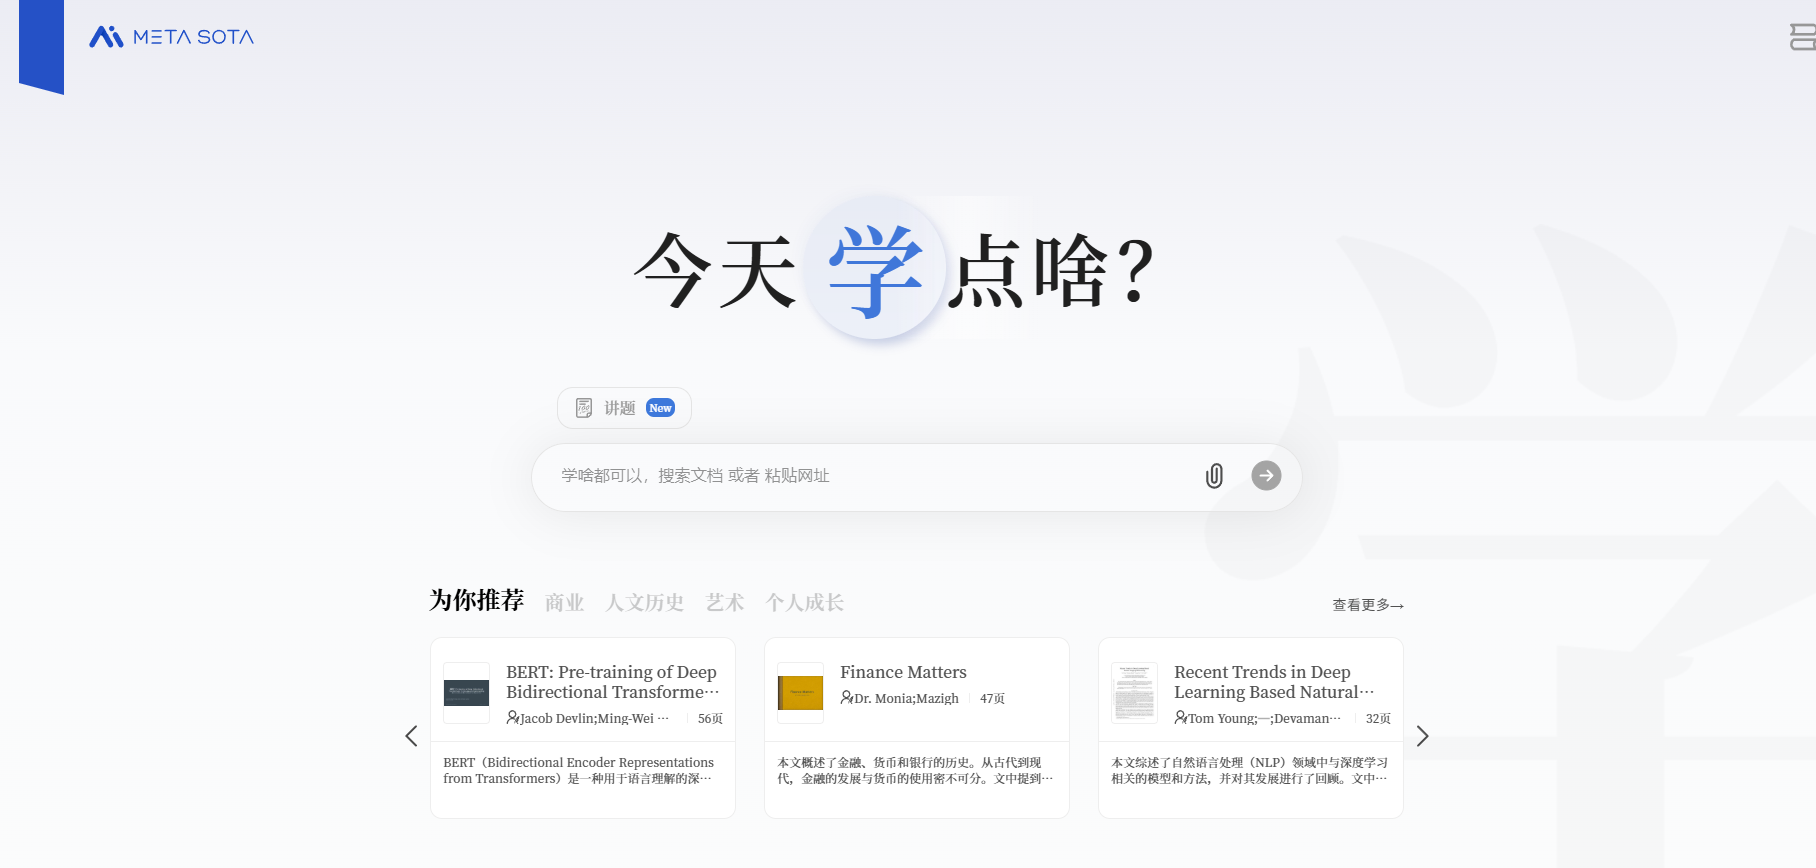 META SOTA
今天 学 点啥？
讲题 New
学啥都可以，搜索文档 或者 粘贴网址
为你推荐 商业 人文历史 艺术 个人成长 查看更多→
BERT: Pre-training of Deep
Bidirectional Transforme···
Jacob Devlin;Ming-Wei ··· 56页
BERT（Bidirectional Encoder Representations
from Transformers）是一种用于语言理解的深···
Finance Matters
Dr. Monia;Mazigh 47页
本文概述了金融、货币和银行的历史。从古代到现
代，金融的发展与货币的使用密不可分。文中提到···
Recent Trends in Deep
Learning Based Natural···
Tom Young;—;Devaman··· 32页
本文综述了自然语言处理（NLP）领域中与深度学习
相关的模型和方法，并对其发展进行了回顾。文中···